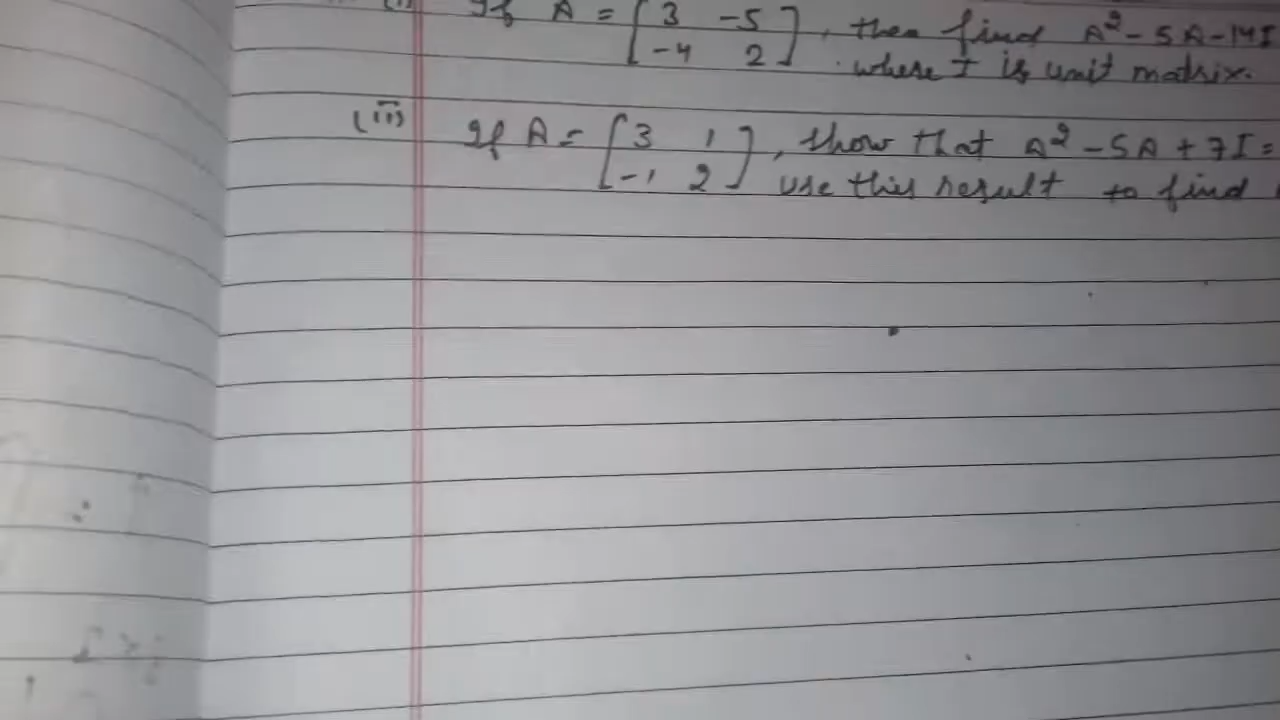 If A = [3 -5], then find A² - 5A - 14I
[-4 2] . where I is unit matrix.
(ii) If A = [3 1], show that A² - 5A + 7I =
[-1 2] use this result to find